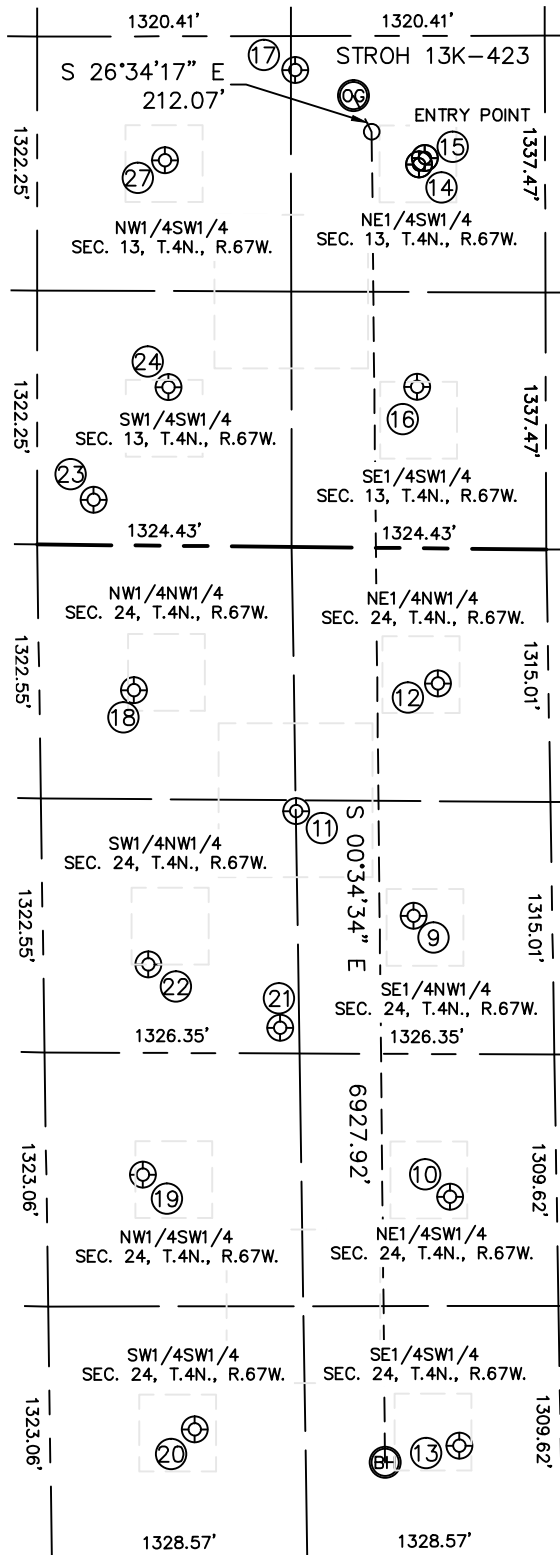 1320.41' 1320.41'
17 STROH 13K-423
S 26°34'17" E
212.07'
OG
ENTRY POINT
1322.25'
15
1337.47'
27
14
NW1/4SW1/4
SEC. 13, T.4N., R.67W.
NE1/4SW1/4
SEC. 13, T.4N., R.67W.
24
1322.25'
16
1337.47'
SW1/4SW1/4
SEC. 13, T.4N., R.67W.
23
SE1/4SW1/4
SEC. 13, T.4N., R.67W.
1324.43' 1324.43'
NW1/4NW1/4
SEC. 24, T.4N., R.67W.
NE1/4NW1/4
SEC. 24, T.4N., R.67W.
1322.55'
1315.01'
18
12
11
S 00°34'34" E
SW1/4NW1/4
SEC. 24, T.4N., R.67W.
1322.55'
9
1315.01'
22
21
SE1/4NW1/4
SEC. 24, T.4N., R.67W.
1326.35' 1326.35'
6927.92'
1323.06'
10
1309.62'
19
NW1/4SW1/4
SEC. 24, T.4N., R.67W.
NE1/4SW1/4
SEC. 24, T.4N., R.67W.
SW1/4SW1/4
SEC. 24, T.4N., R.67W.
SE1/4SW1/4
SEC. 24, T.4N., R.67W.
1323.06'
1309.62'
20
BH
13
1328.57' 1328.57'